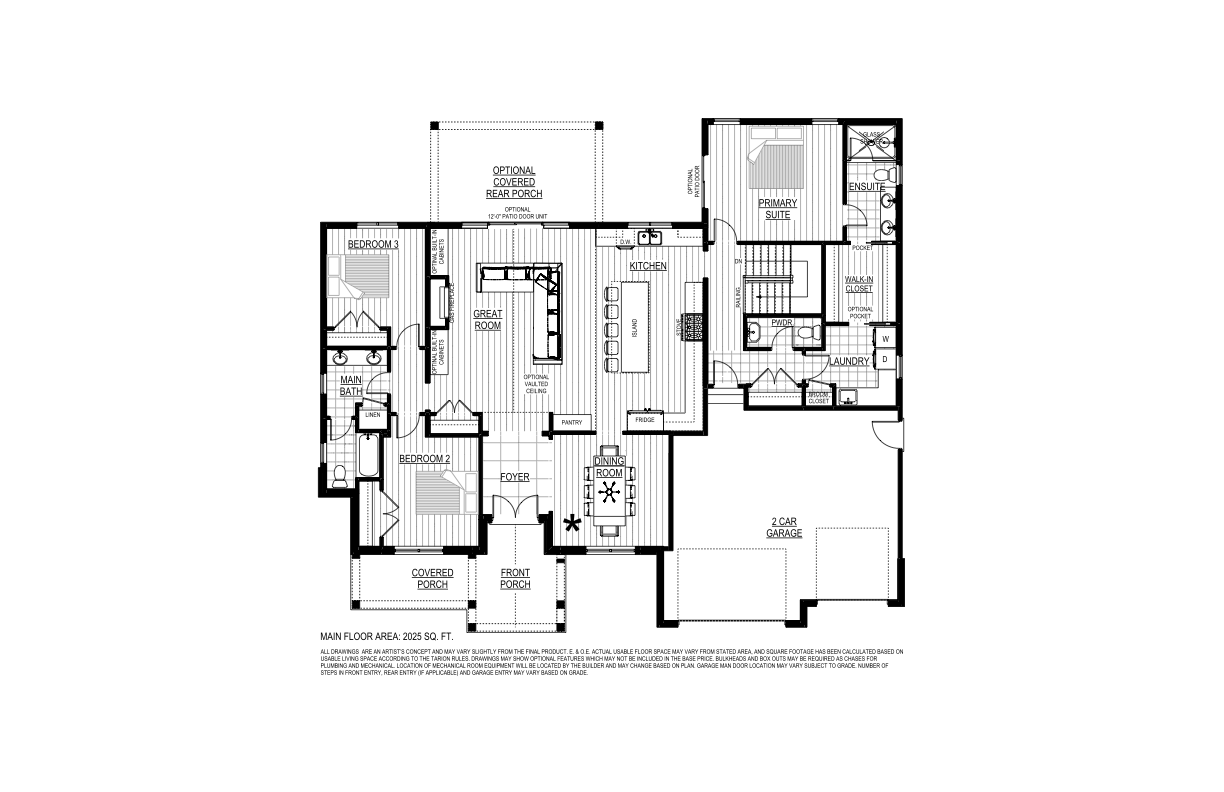 OPTIONAL
COVERED
REAR PORCH
OPTIONAL
12'-0" PATIO DOOR UNIT
OPTIONAL
PATIO DOOR
PRIMARY
SUITE
GLASS
SHOWER
ENSUITE
BEDROOM 3
OPTIONAL BUILT-IN
CABINETS
GAS FIREPLACE
OPTIONAL BUILT-IN
CABINETS
GREAT
ROOM
OPTIONAL
VAULTED
CEILING
D.W.
KITCHEN
ISLAND
STOVE
PANTRY
FRIDGE
DN
RAILING
POCKET
WALK-IN
CLOSET
OPTIONAL
POCKET
PWDR
LAUNDRY
W
D
BROOM
CLOSET
MAIN
BATH
LINEN
BEDROOM 2
FOYER
DINING
ROOM
2 CAR
GARAGE
COVERED
PORCH
FRONT
PORCH
MAIN FLOOR AREA: 2025 SQ. FT.
ALL DRAWINGS ARE AN ARTIST'S CONCEPT AND MAY VARY SLIGHTLY FROM THE FINAL PRODUCT. E. & O.E. ACTUAL USABLE FLOOR SPACE MAY VARY FROM STATED AREA, AND SQUARE FOOTAGE HAS BEEN CALCULATED BASED ON
USABLE LIVING SPACE ACCORDING TO THE TARION RULES. DRAWINGS MAY SHOW OPTIONAL FEATURES WHICH MAY NOT BE INCLUDED IN THE BASE PRICE. BULKHEADS AND BOX OUTS MAY BE REQUIRED AS CHASES FOR
PLUMBING AND MECHANICAL. LOCATION OF MECHANICAL ROOM EQUIPMENT WILL BE LOCATED BY THE BUILDER AND MAY CHANGE BASED ON PLAN. GARAGE MAN DOOR LOCATION MAY VARY SUBJECT TO GRADE. NUMBER OF
STEPS IN FRONT ENTRY, REAR ENTRY (IF APPLICABLE) AND GARAGE ENTRY MAY VARY BASED ON GRADE.